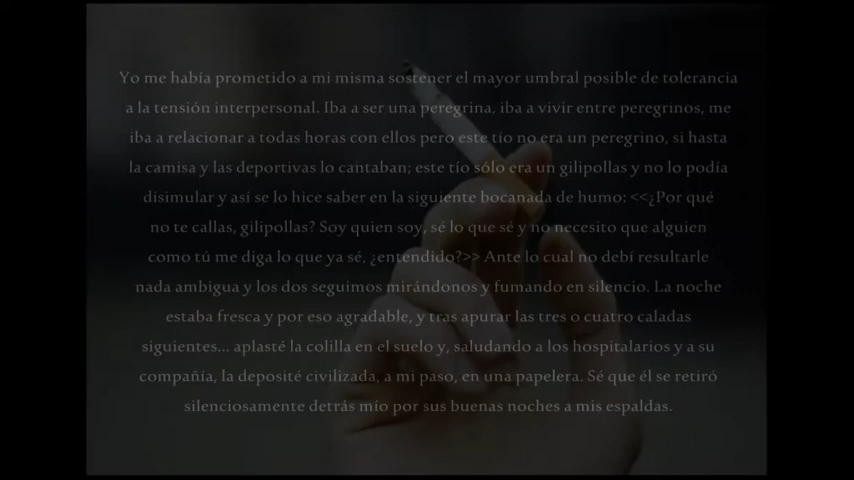 Yo me había prometido a mi misma sostener el mayor umbral posible de tolerancia
a la tensión interpersonal. Iba a ser una peregrina, iba a vivir entre peregrinos, me
iba a relacionar a todas horas con ellos pero este tío no era un peregrino, si hasta
la camisa y las deportivas lo cantaban; este tío sólo era un gilipollas y no lo podía
disimular y así se lo hice saber en la siguiente bocanada de humo: <<¿Por qué
no te callas, gilipollas? Soy quien soy, sé lo que sé y no necesito que alguien
como tú me diga lo que ya sé, ¿entendido?>> Ante lo cual no debí resultarle
nada ambigua y los dos seguimos mirándonos y fumando en silencio. La noche
estaba fresca y por eso agradable, y tras apurar las tres o cuatro caladas
siguientes... aplasté la colilla en el suelo y, saludando a los hospitalarios y a su
compañía, la deposité civilizada, a mi paso, en una papelera. Sé que él se retiró
silenciosamente detrás mío por sus buenas noches a mis espaldas.